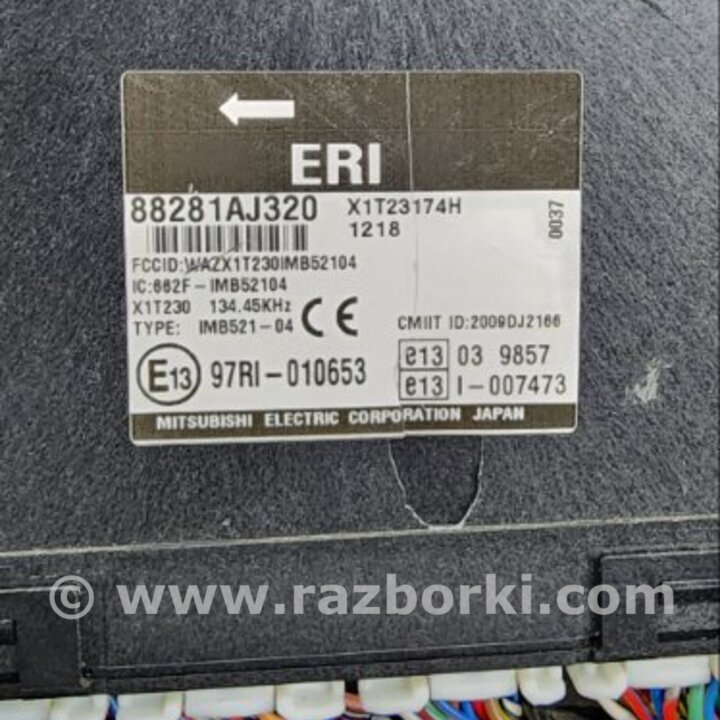 ERI
88281AJ320 X1T23174H
1218
0037
FCCID:WAZX1T230IMB52104
IC:662F-IMB52104
X1T230 134.45KHz
TYPE: IMB521-04 CE
CMIIT ID:2009DJ2166
E13 97RI-010653
e13 03 9857
e13 I-007473
MITSUBISHI ELECTRIC CORPORATION JAPAN
© www.razborki.com